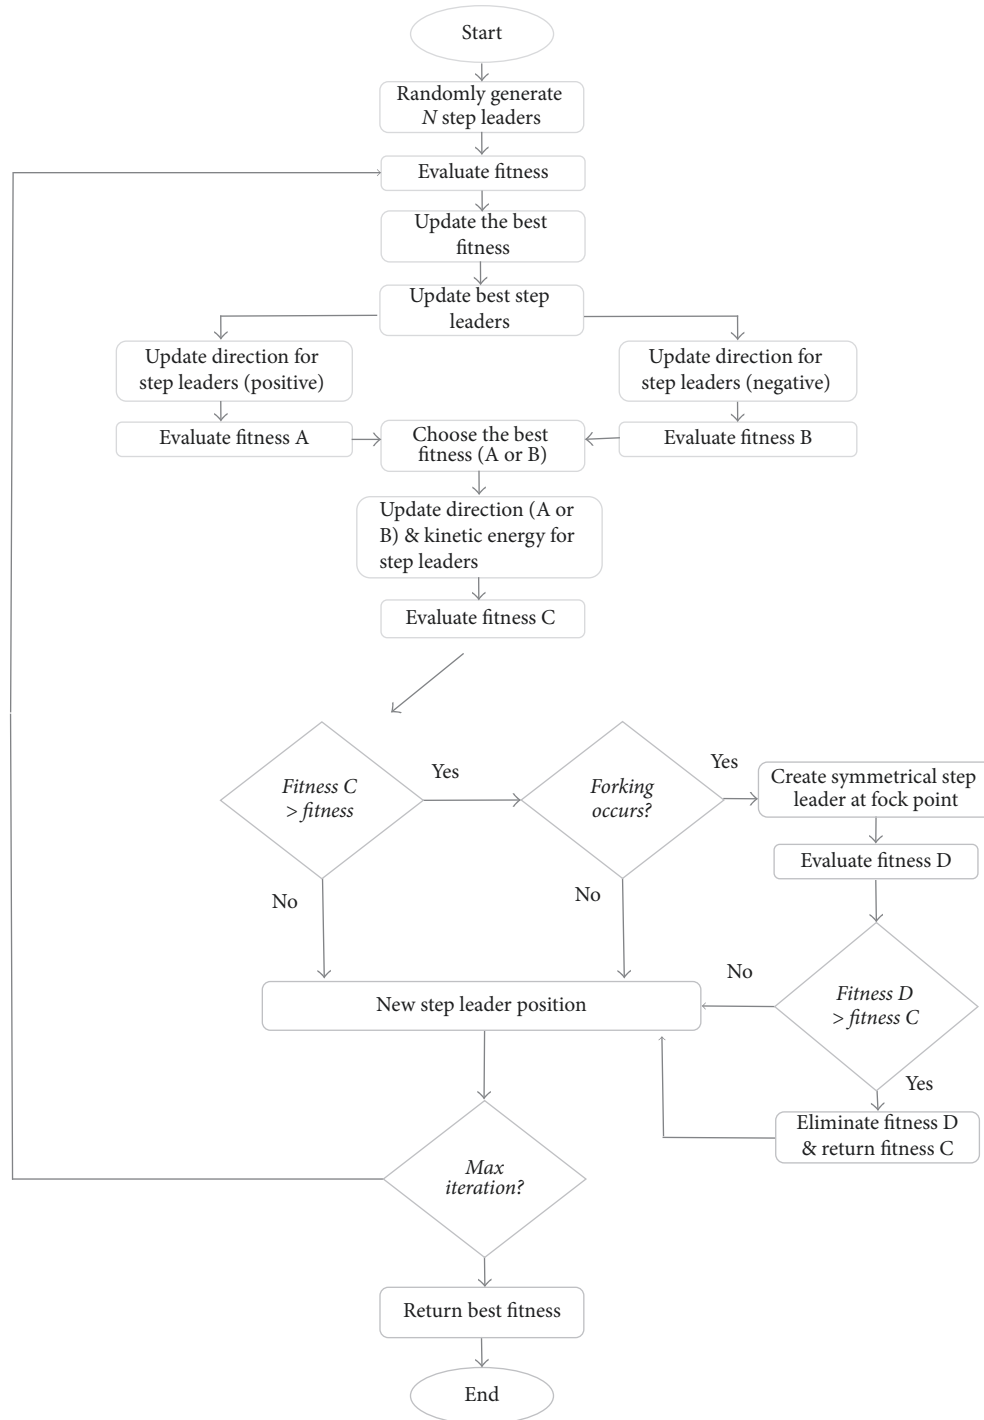 Start
Randomly generate
N step leaders
Evaluate fitness
Update the best
fitness
Update best step
leaders
Update direction for
step leaders (positive)
Update direction for
step leaders (negative)
Evaluate fitness A
Choose the best
fitness (A or B)
Evaluate fitness B
Update direction (A or
B) & kinetic energy for
step leaders
Evaluate fitness C
Fitness C
> fitness
Yes
Forking
occurs?
Yes
Create symmetrical step
leader at fock point
Evaluate fitness D
No
No
No
Fitness D
> fitness C
New step leader position
Yes
Eliminate fitness D
& return fitness C
Max
iteration?
Return best fitness
End